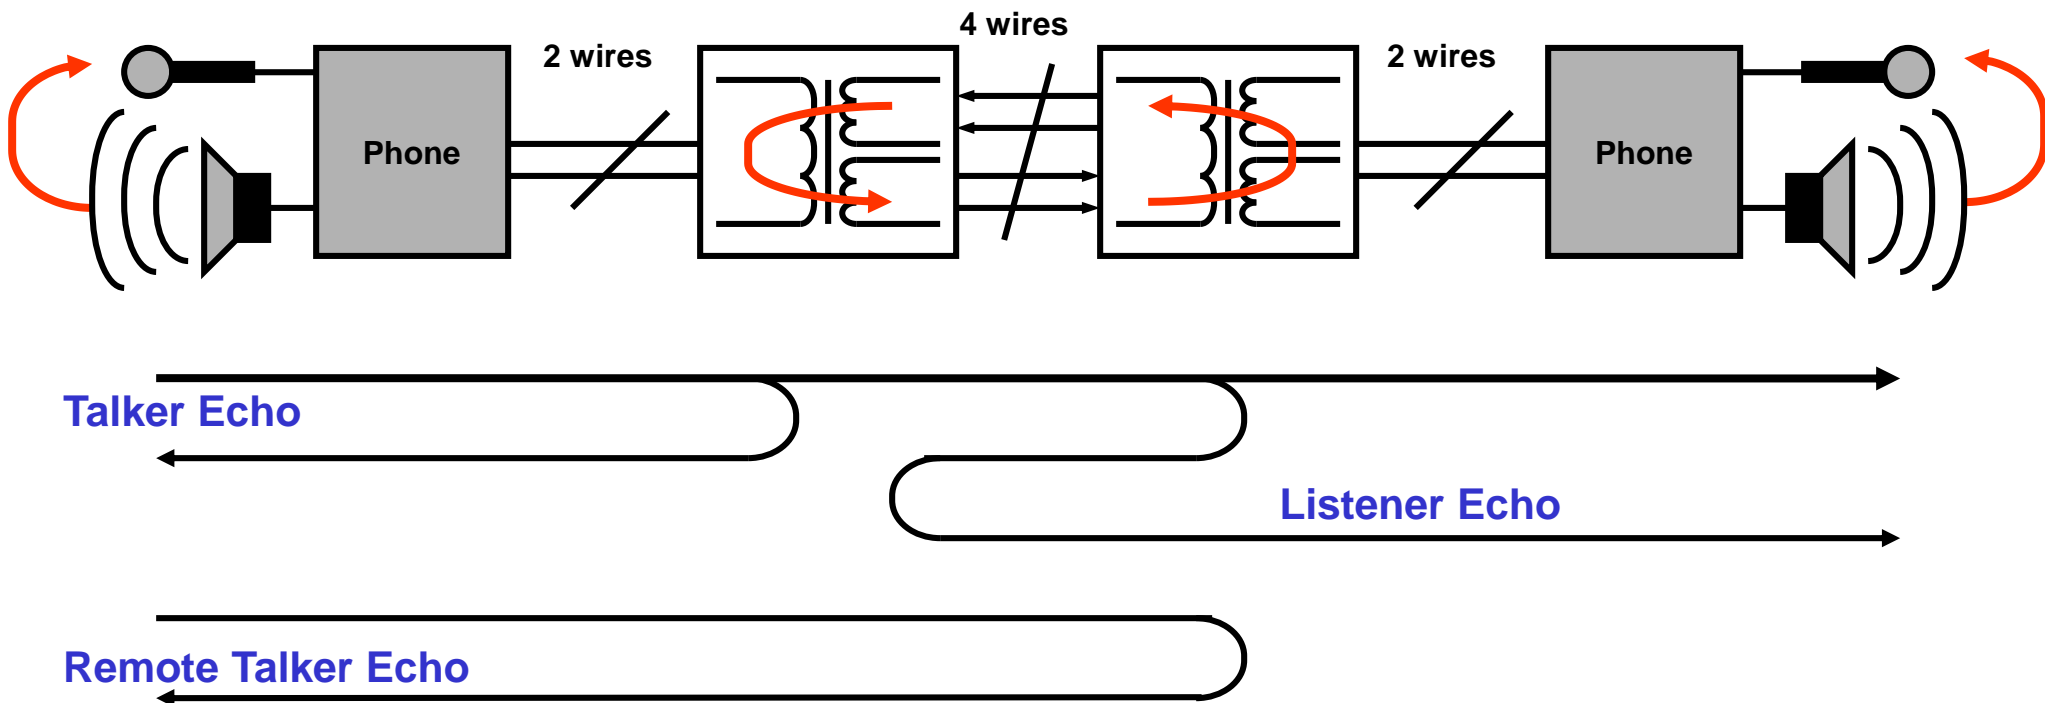 4 wires
2 wires
2 wires
Phone
Phone
Talker Echo
Listener Echo
Remote Talker Echo